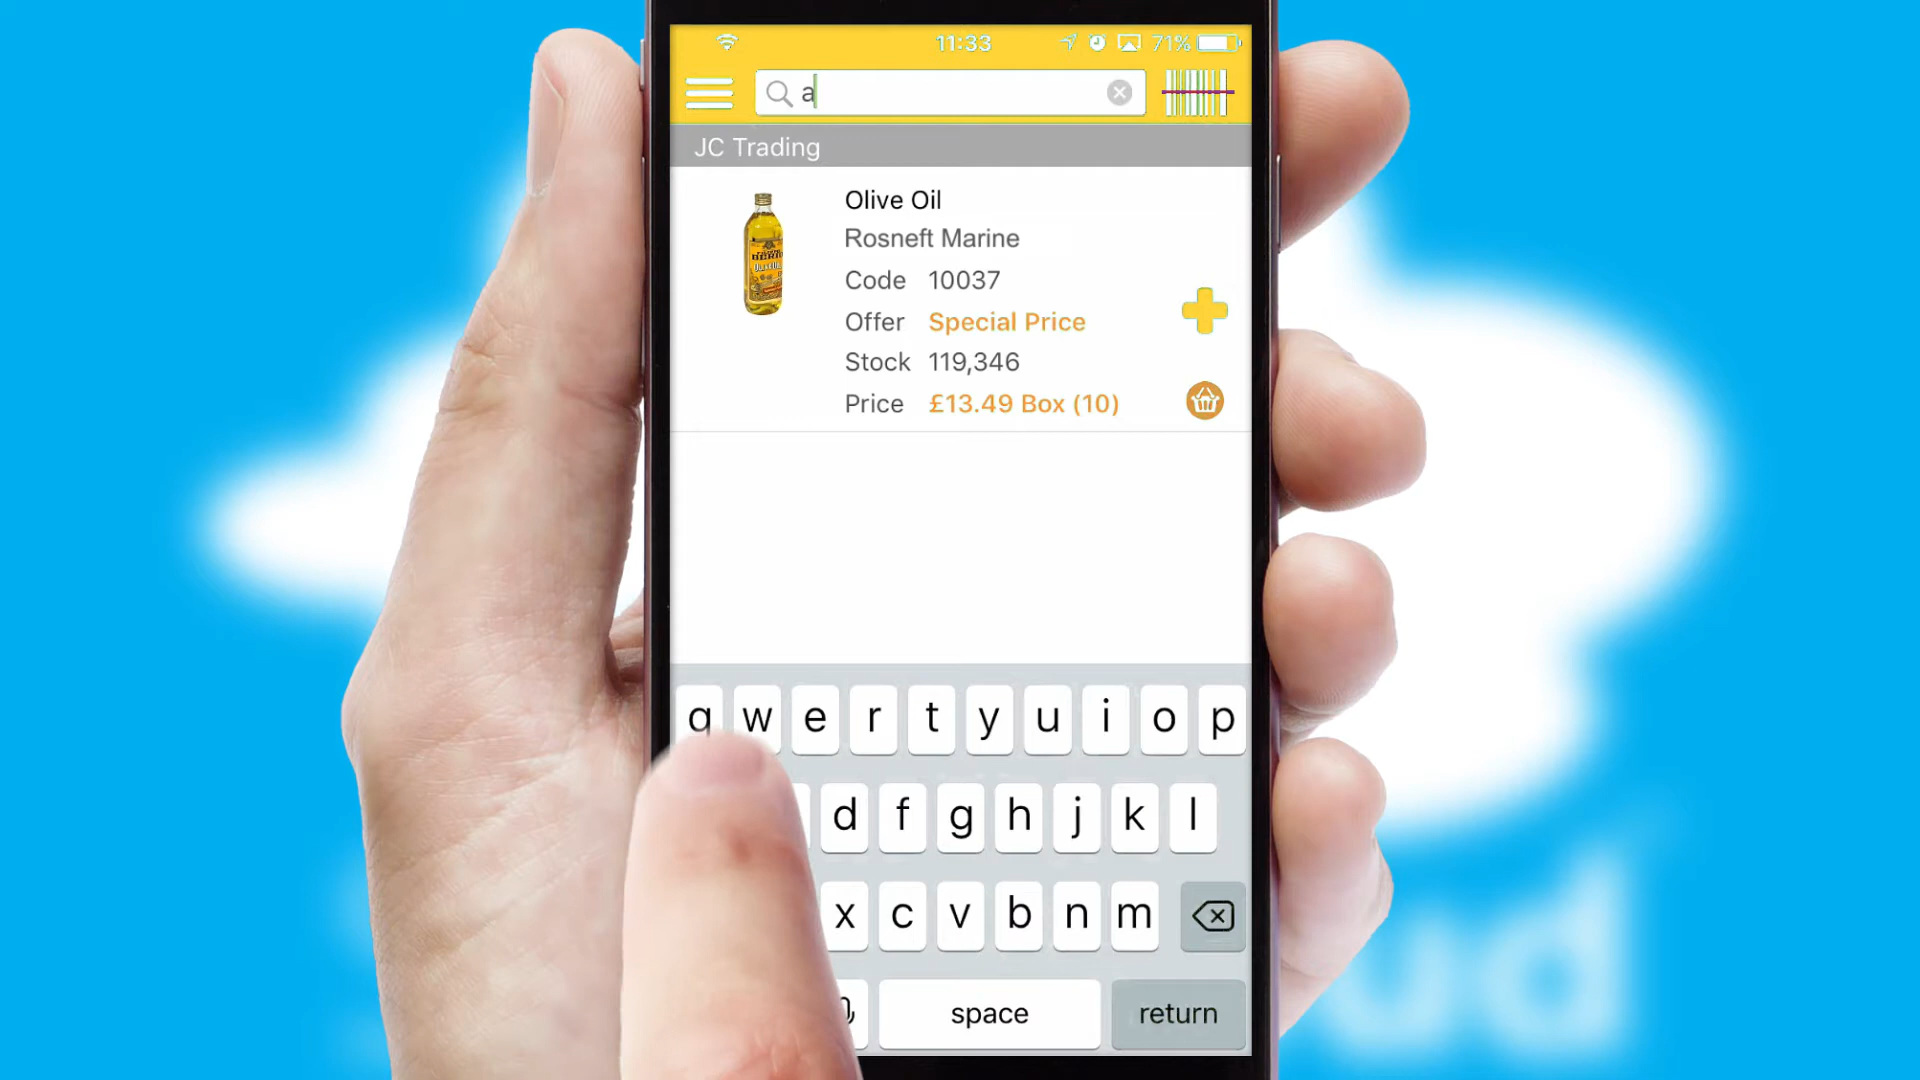 11:33
71%
a
JC Trading
Olive Oil
Rosneft Marine
Code 10037
Offer Special Price
Stock 119,346
Price £13.49 Box (10)
q w e r t y u i o p
d f g h j k l
x c v b n m
space return
ud